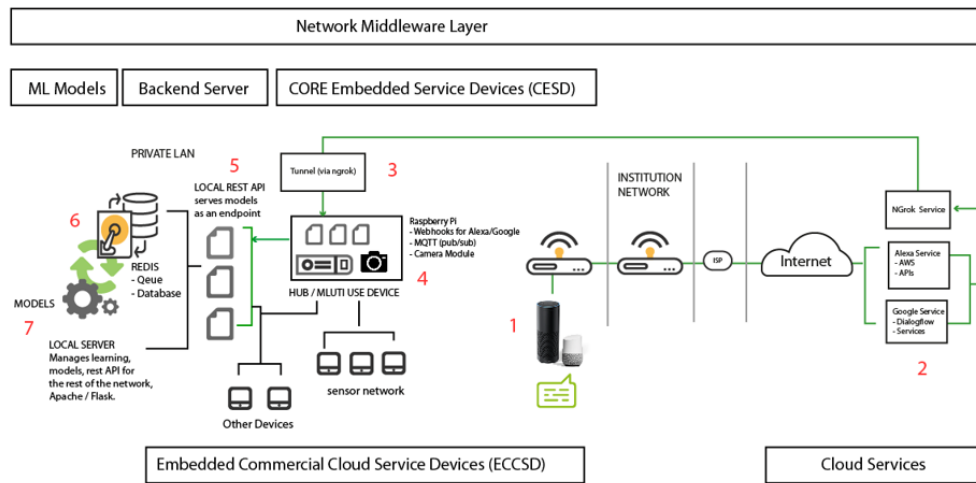 Network Middleware Layer
ML Models
Backend Server
CORE Embedded Service Devices (CESD)
PRIVATE LAN
5
LOCAL REST API
serves models
as an endpoint
Tunnel (via ngrok)
3
INSTITUTION
NETWORK
NGrok Service
6
Raspberry Pi
- Webhooks for Alexa/Google
- MQTT (pub/sub)
- Camera Module
4
ISP
Internet
Alexa Service
- AWS
- APIs
REDIS
- Qeue
- Database
MODELS
7
HUB / MLUTI USE DEVICE
1
Google Service
- Dialogflow
- Services
2
LOCAL SERVER
Manages learning,
models, rest API for
the rest of the network,
Apache / Flask.
sensor network
Other Devices
Embedded Commercial Cloud Service Devices (ECCSD)
Cloud Services